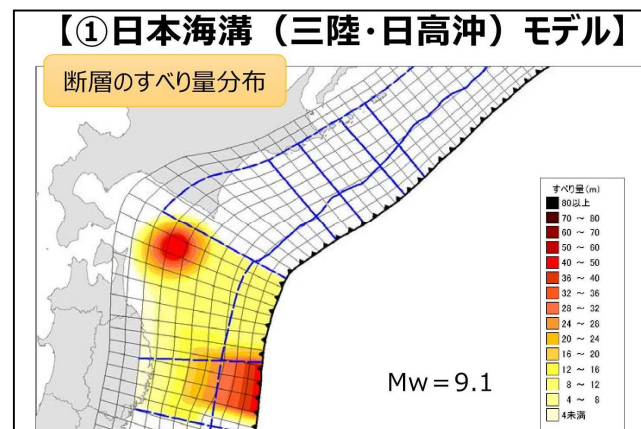 【①日本海溝（三陸･日高沖）モデル】
断層のすべり量分布
すべり量(m)
80以上
70 ～ 80
60 ～ 70
50 ～ 60
40 ～ 50
36 ～ 40
32 ～ 36
28 ～ 32
24 ～ 28
20 ～ 24
16 ～ 20
12 ～ 16
8 ～ 12
4 ～ 8
4未満
Mw＝9.1